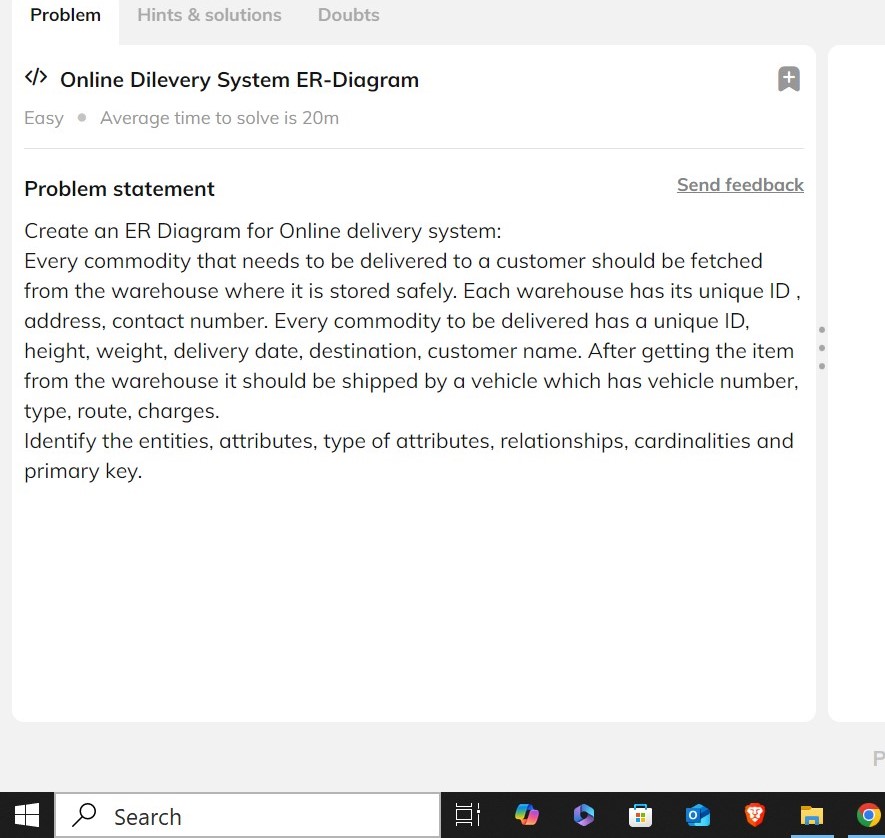 Problem Hints & solutions Doubts
</> Online Dilevery System ER-Diagram
Easy • Average time to solve is 20m
Problem statement Send feedback
Create an ER Diagram for Online delivery system:
Every commodity that needs to be delivered to a customer should be fetched
from the warehouse where it is stored safely. Each warehouse has its unique ID ,
address, contact number. Every commodity to be delivered has a unique ID,
height, weight, delivery date, destination, customer name. After getting the item
from the warehouse it should be shipped by a vehicle which has vehicle number,
type, route, charges.
Identify the entities, attributes, type of attributes, relationships, cardinalities and
primary key.
P
Search